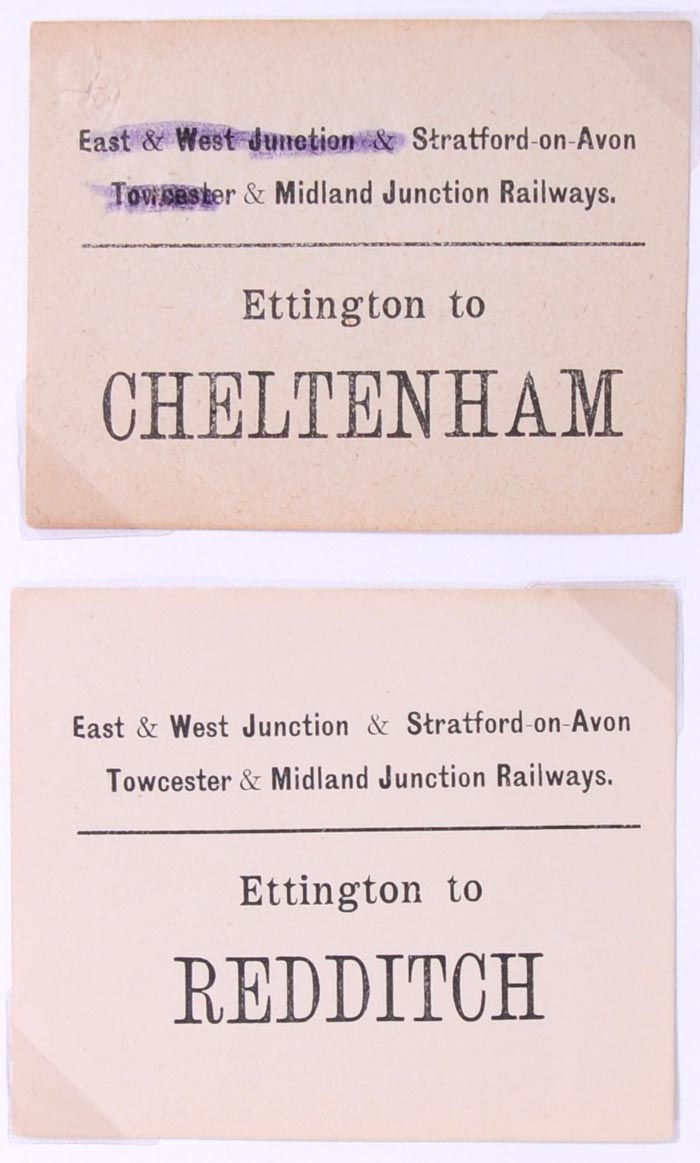 East & West Junction & Stratford-on-Avon
Towcester & Midland Junction Railways.
Ettington to
CHELTENHAM
East & West Junction & Stratford-on-Avon
Towcester & Midland Junction Railways.
Ettington to
REDDITCH